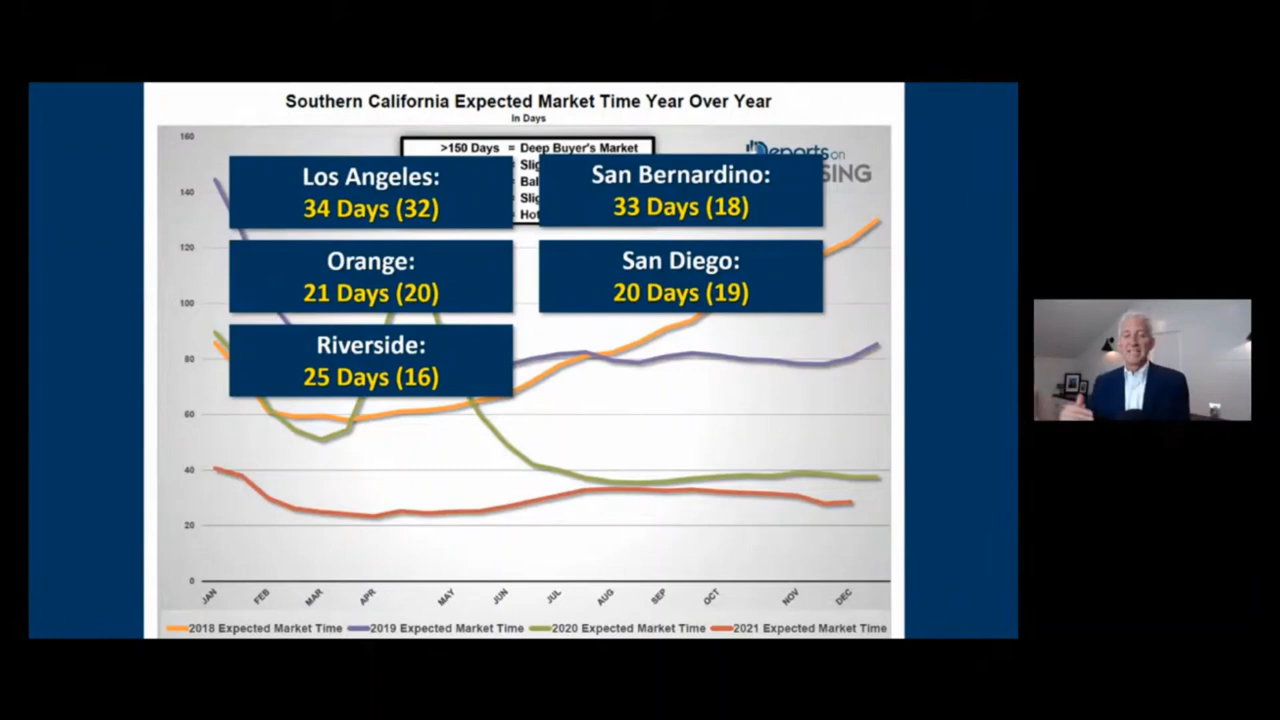 Southern California Expected Market Time Year Over Year
In Days
>150 Days = Deep Buyer's Market
Los Angeles:
34 Days (32)
San Bernardino:
33 Days (18)
Orange:
21 Days (20)
San Diego:
20 Days (19)
Riverside:
25 Days (16)
160
140
120
100
80
60
40
20
0
JAN
FEB
MAR
APR
MAY
JUN
JUL
AUG
SEP
OCT
NOV
DEC
2018 Expected Market Time
2019 Expected Market Time
2020 Expected Market Time
2021 Expected Market Time